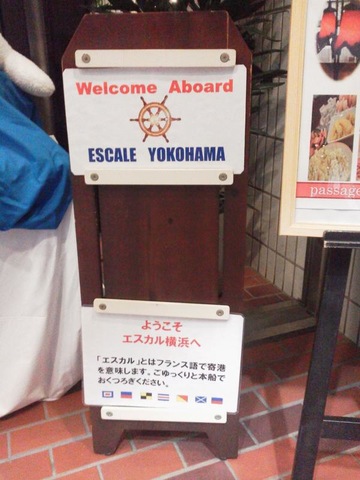 Welcome Aboard
ESCALE YOKOHAMA
ようこそ
エスカル横浜へ
「エスカル」とはフランス語で寄港
を意味します。ごゆっくりと本船で
おくつろぎください。
passage